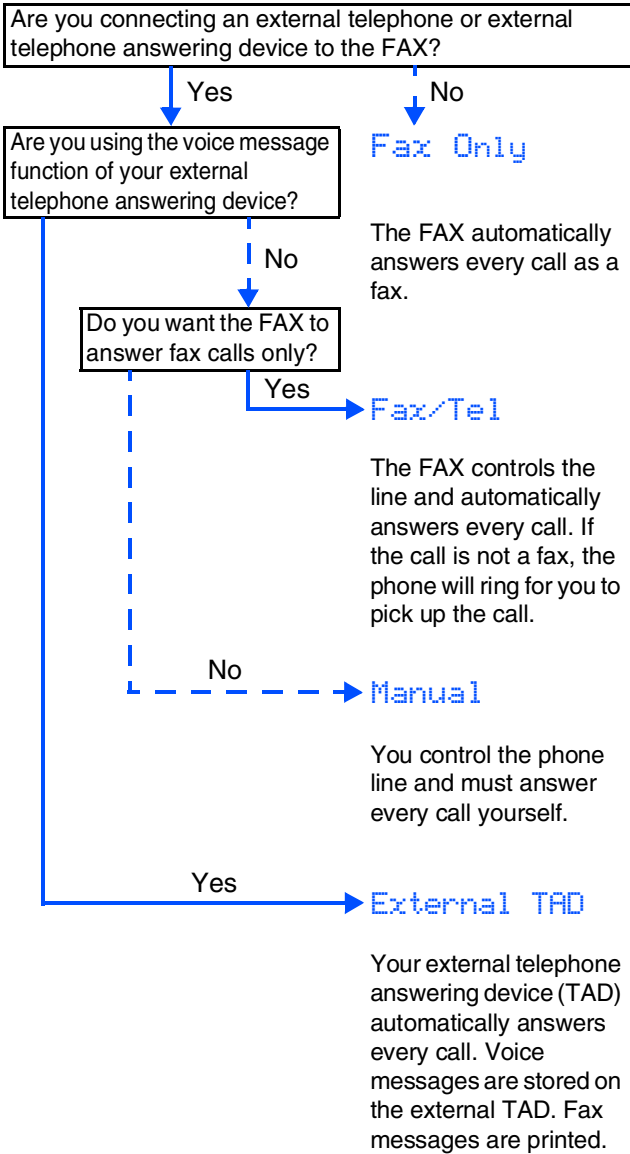 Are you connecting an external telephone or external
telephone answering device to the FAX?
Yes
No
Are you using the voice message
function of your external
telephone answering device?
Fax Only
The FAX automatically
answers every call as a
fax.
No
Do you want the FAX to
answer fax calls only?
Yes
Fax/Tel
The FAX controls the
line and automatically
answers every call. If
the call is not a fax, the
phone will ring for you to
pick up the call.
No
Manual
You control the phone
line and must answer
every call yourself.
Yes
External TAD
Your external telephone
answering device (TAD)
automatically answers
every call. Voice
messages are stored on
the external TAD. Fax
messages are printed.